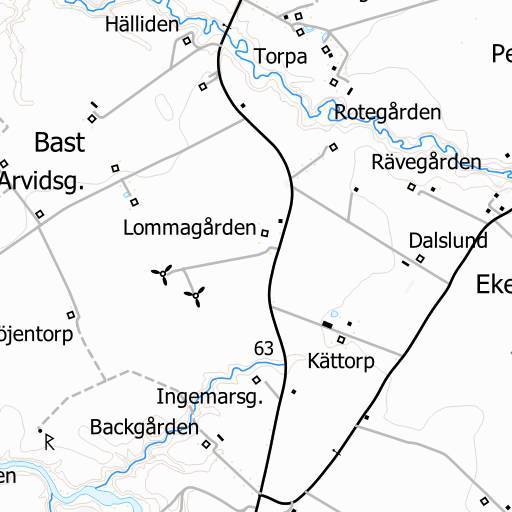 Hälliden
Torpa
Pe
Rotegården
Bast
Rävegården
Arvidsg.
Lommagården
Dalslund
Eke
öjentorp
63
Kättorp
Ingemarsg.
Backgården
en